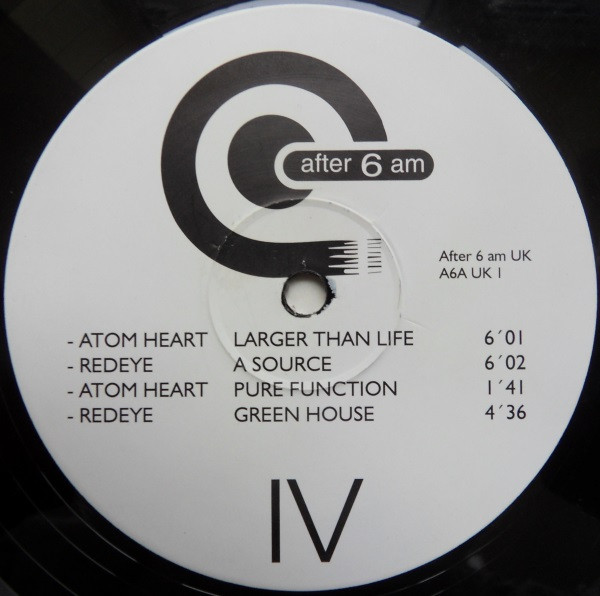 after 6 am
After 6 am UK
A6A UK 1
- ATOM HEART LARGER THAN LIFE 6´01
- REDEYE A SOURCE 6´02
- ATOM HEART PURE FUNCTION 1´41
- REDEYE GREEN HOUSE 4´36
IV